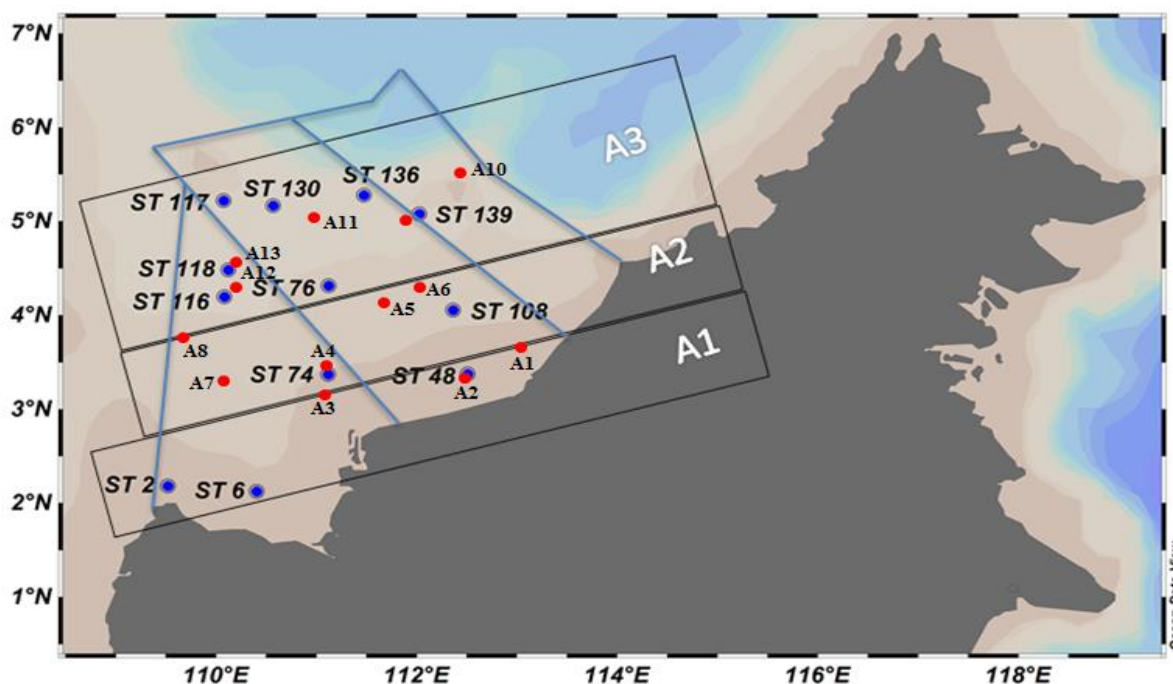 7°N
6°N
A3
ST 136
A10
ST 130
ST 117
ST 139
A11
5°N
A13
A2
ST 118
A12
ST 76
A6
ST 116
A5
ST 108
4°N
A1
A8
A4
A1
ST 74
ST 48
A7
A2
A3
3°N
ST 2
ST 6
2°N
1°N
110°E
112°E
114°E
116°E
118°E